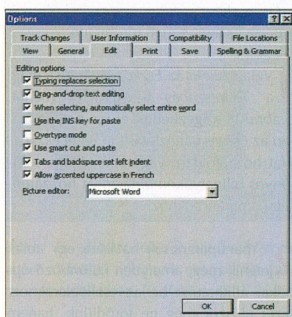 Options
Track Changes User Information Compatibility File Locations
View General Edit Print Save Spelling & Grammar
Editing options
Typing replaces selection
Drag-and-drop text editing
When selecting, automatically select entire word
Use the INS key for paste
Overtype mode
Use smart cut and paste
Tabs and backspace set left indent
Allow accented uppercase in French
Picture editor: Microsoft Word
OK Cancel